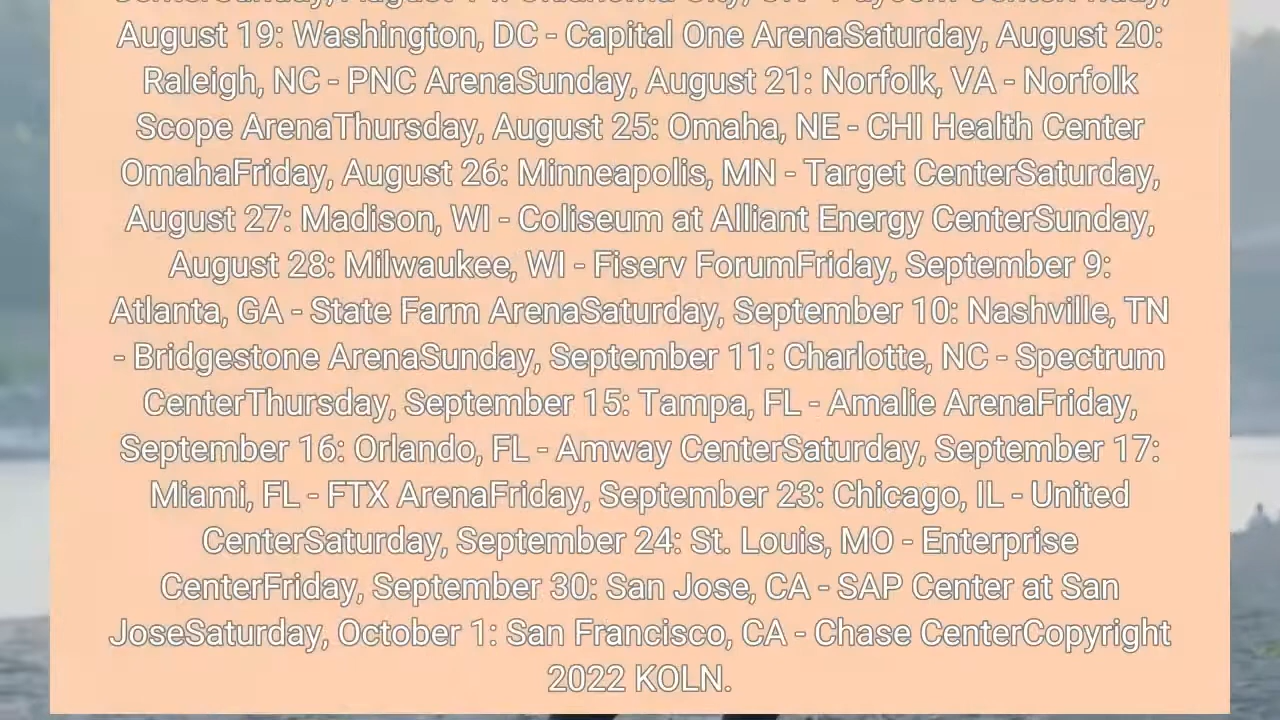 August 19: Washington, DC - Capital One ArenaSaturday, August 20:
Raleigh, NC - PNC ArenaSunday, August 21: Norfolk, VA - Norfolk
Scope ArenaThursday, August 25: Omaha, NE - CHI Health Center
OmahaFriday, August 26: Minneapolis, MN - Target CenterSaturday,
August 27: Madison, WI - Coliseum at Alliant Energy CenterSunday,
August 28: Milwaukee, WI - Fiserv ForumFriday, September 9:
Atlanta, GA - State Farm ArenaSaturday, September 10: Nashville, TN
- Bridgestone ArenaSunday, September 11: Charlotte, NC - Spectrum
CenterThursday, September 15: Tampa, FL - Amalie ArenaFriday,
September 16: Orlando, FL - Amway CenterSaturday, September 17:
Miami, FL - FTX ArenaFriday, September 23: Chicago, IL - United
CenterSaturday, September 24: St. Louis, MO - Enterprise
CenterFriday, September 30: San Jose, CA - SAP Center at San
JoseSaturday, October 1: San Francisco, CA - Chase CenterCopyright
2022 KOLN.